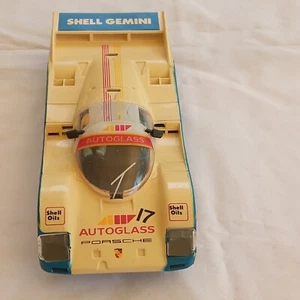 SHELL GEMINI
AUTOGLASS
17
Shell
Oils
Shell
Oils
AUTOGLASS
PORSCHE